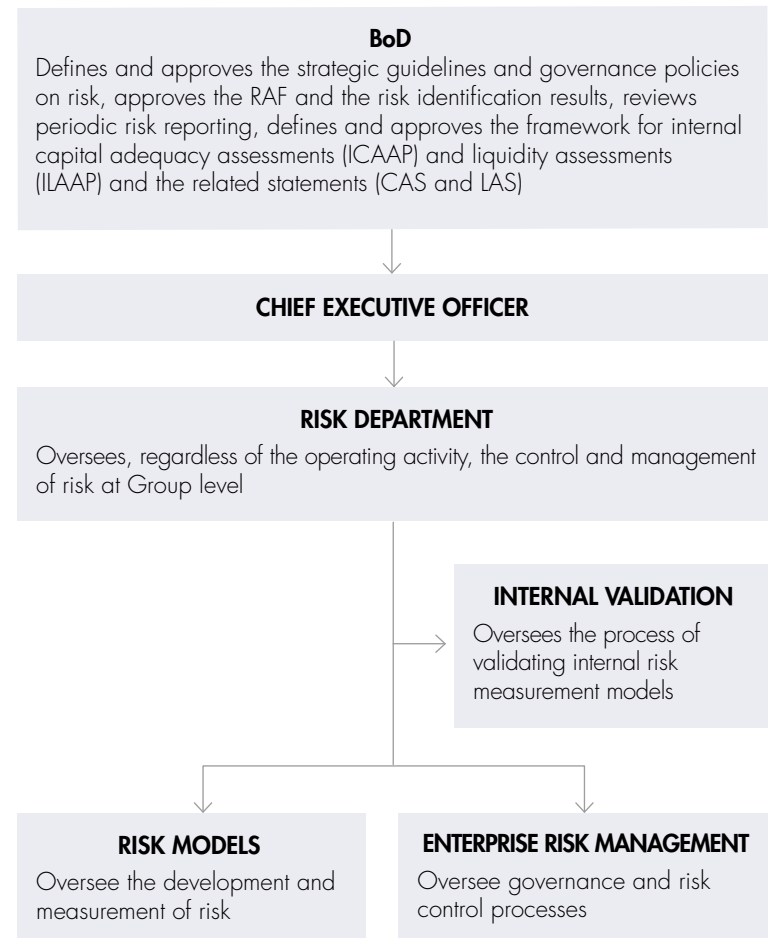 BoD
Defines and approves the strategic guidelines and governance policies
on risk, approves the RAF and the risk identification results, reviews
periodic risk reporting, defines and approves the framework for internal
capital adequacy assessments (ICAAP) and liquidity assessments
(ILAAP) and the related statements (CAS and LAS)
CHIEF EXECUTIVE OFFICER
RISK DEPARTMENT
Oversees, regardless of the operating activity, the control and management
of risk at Group level
INTERNAL VALIDATION
Oversees the process of
validating internal risk
measurement models
RISK MODELS
Oversee the development and
measurement of risk
ENTERPRISE RISK MANAGEMENT
Oversee governance and risk
control processes